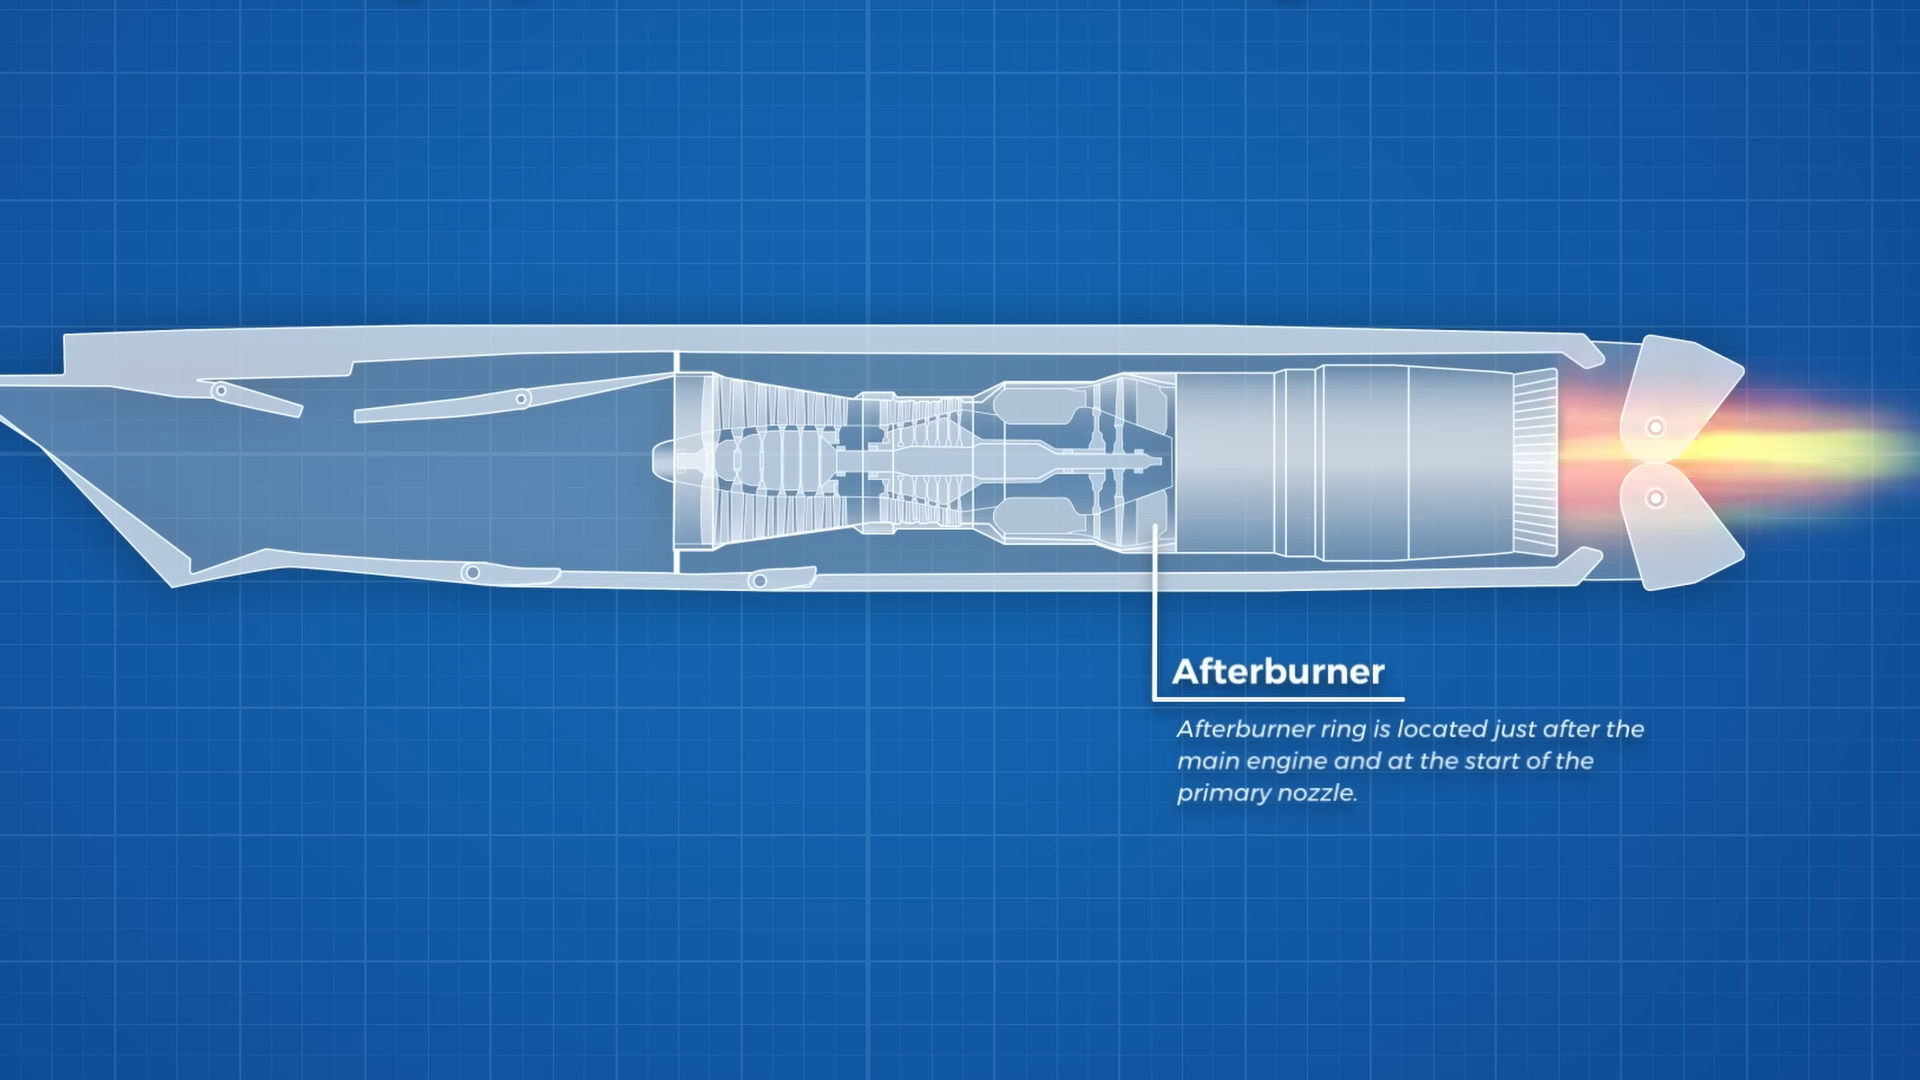 Afterburner
Afterburner ring is located just after the
main engine and at the start of the
primary nozzle.